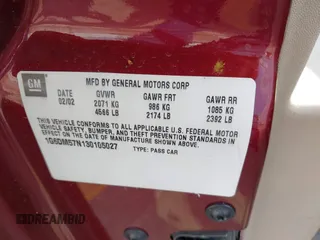 GM
MFD BY GENERAL MOTORS CORP
DATE GVWR GAWR FRT GAWR RR
02/02 2071 KG 986 KG 1085 KG
4566 LB 2174 LB 2392 LB
THIS VEHICLE CONFORMS TO ALL APPLICABLE U.S. FEDERAL MOTOR
VEHICLE SAFETY, BUMPER, AND THEFT PREVENTION STANDARDS IN
EFFECT ON THE DATE OF MANUFACTURE SHOWN ABOVE.
1G6DM57N130105027
TYPE: PASS CAR
DREAMBID